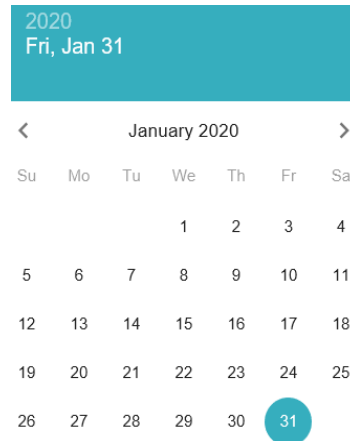 2020
Fri, Jan 31
January 2020
Su Mo Tu We Th Fr Sa
1 2 3 4
5 6 7 8 9 10 11
12 13 14 15 16 17 18
19 20 21 22 23 24 25
26 27 28 29 30 31